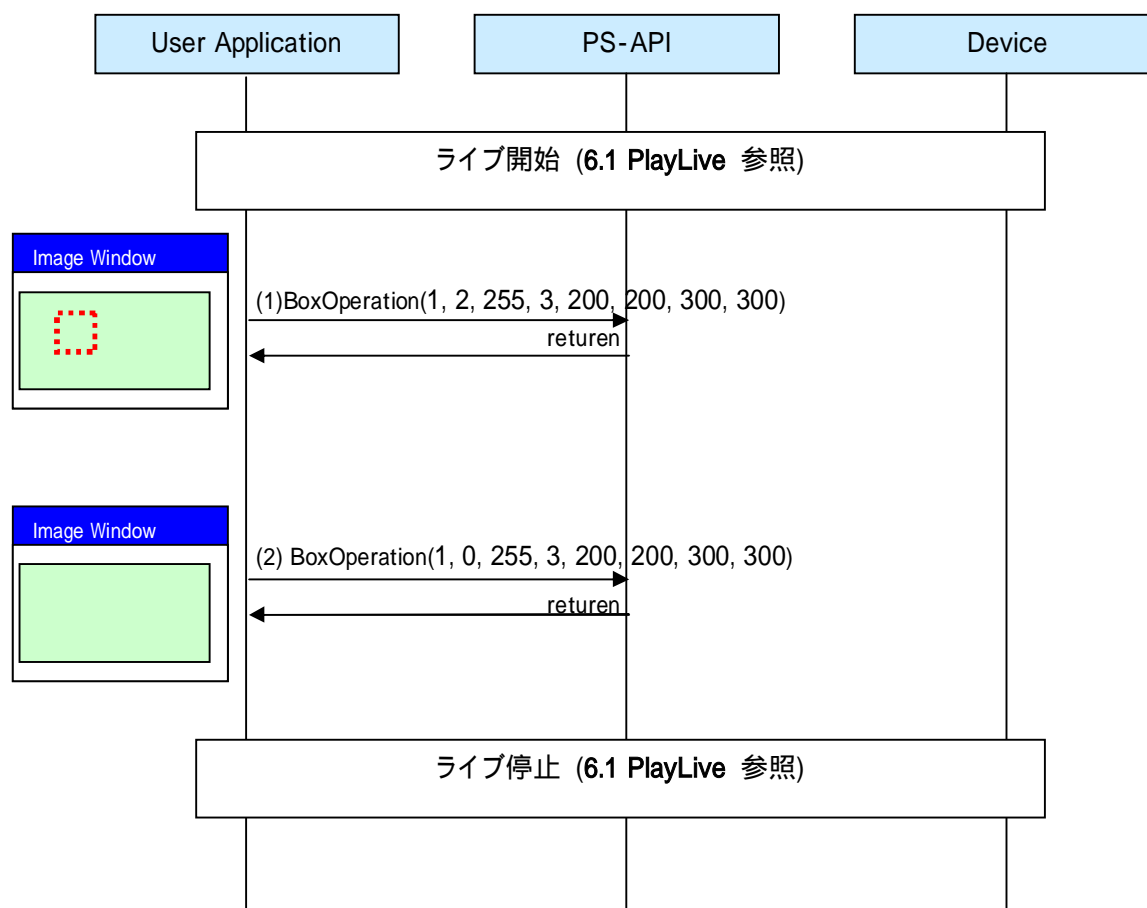 User Application
PS-API
Device
ライブ開始 (6.1 PlayLive 参照)
Image Window
(1)BoxOperation(1, 2, 255, 3, 200, 200, 300, 300)
returen
Image Window
(2) BoxOperation(1, 0, 255, 3, 200, 200, 300, 300)
returen
ライブ停止 (6.1 PlayLive 参照)